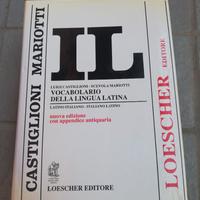 CASTIGLIONI MARIOTTI
IL
LUIGI CASTIGLIONI - SCEVOLA MARIOTTI
VOCABOLARIO
DELLA LINGUA LATINA
LATINO-ITALIANO · ITALIANO-LATINO
nuova edizione
con appendice antiquaria
LOESCHER EDITORE
LOESCHER
EDITORE